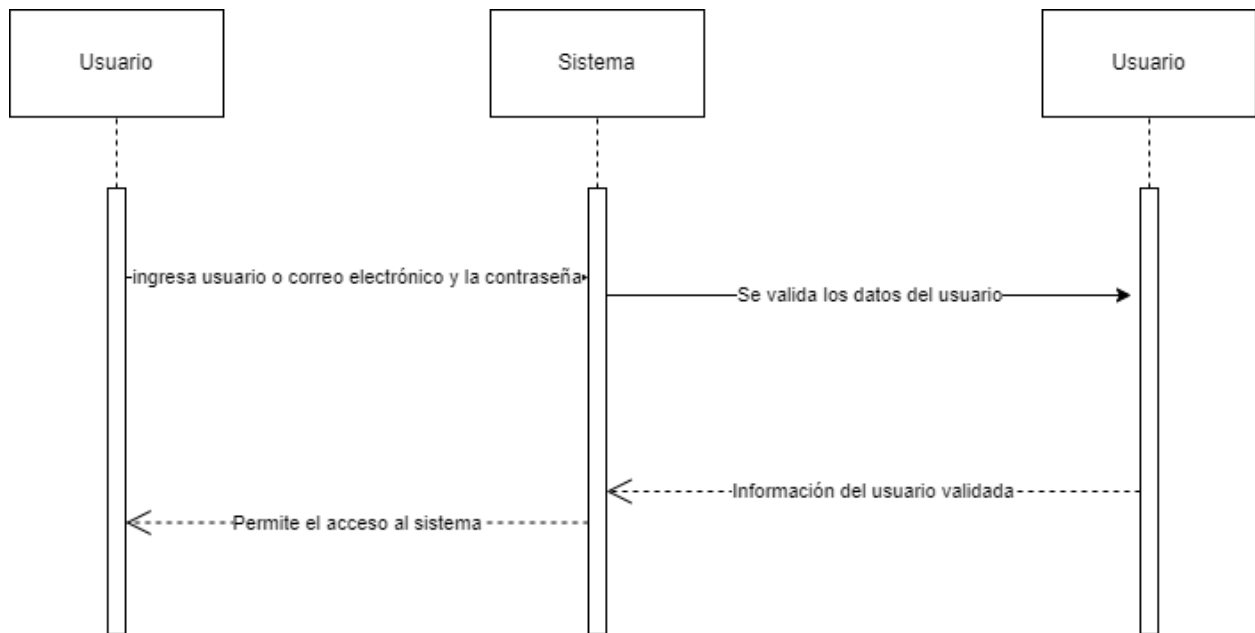 Usuario
Sistema
Usuario
ingresa usuario o correo electrónico y la contraseña
Se valida los datos del usuario
Información del usuario validada
Permite el acceso al sistema